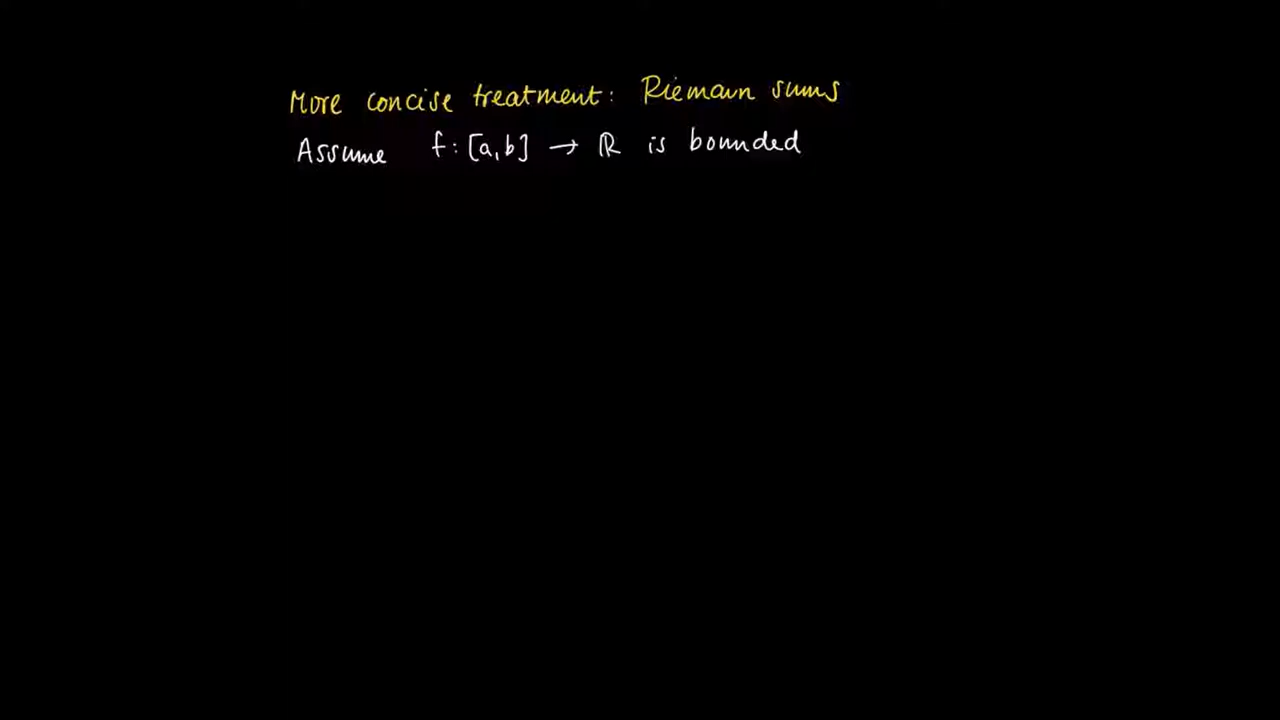 More concise treatment: Riemann sums
Assume f: [a,b] → ℝ is bounded